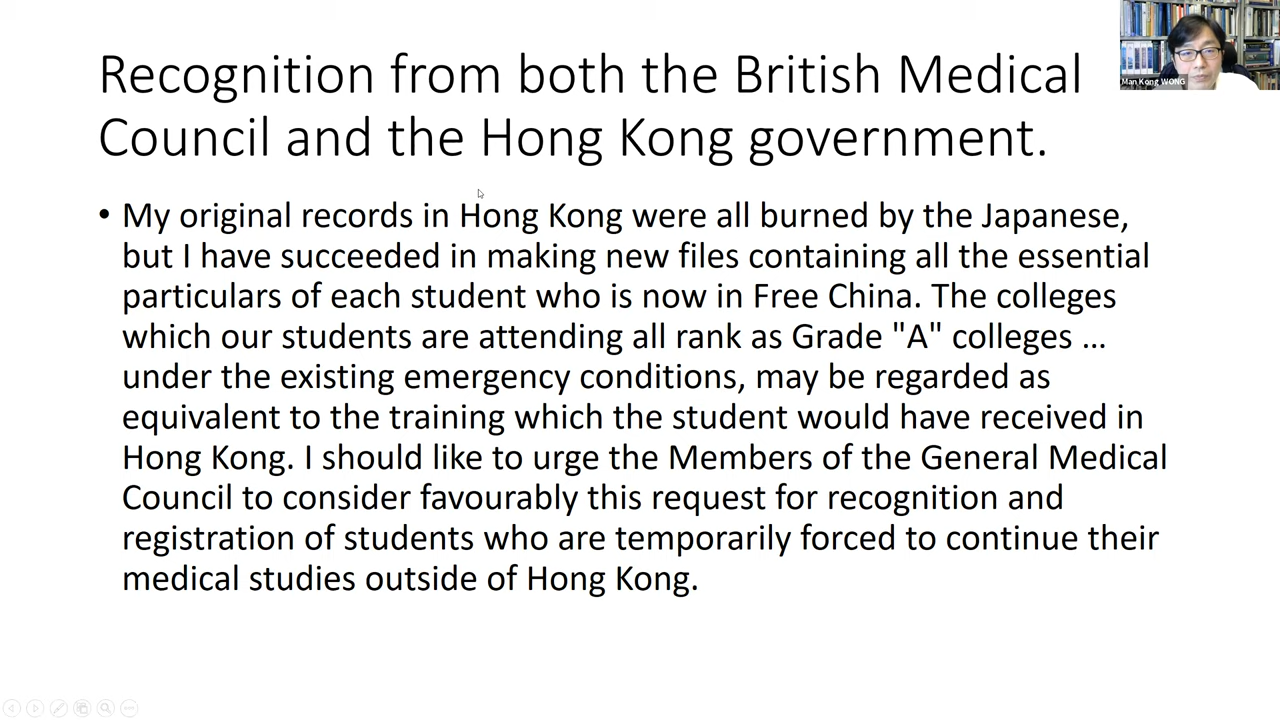 Recognition from both the British Medical
Council and the Hong Kong government.
Man Kong WONG
• My original records in Hong Kong were all burned by the Japanese,
but I have succeeded in making new files containing all the essential
particulars of each student who is now in Free China. The colleges
which our students are attending all rank as Grade "A" colleges ...
under the existing emergency conditions, may be regarded as
equivalent to the training which the student would have received in
Hong Kong. I should like to urge the Members of the General Medical
Council to consider favourably this request for recognition and
registration of students who are temporarily forced to continue their
medical studies outside of Hong Kong.